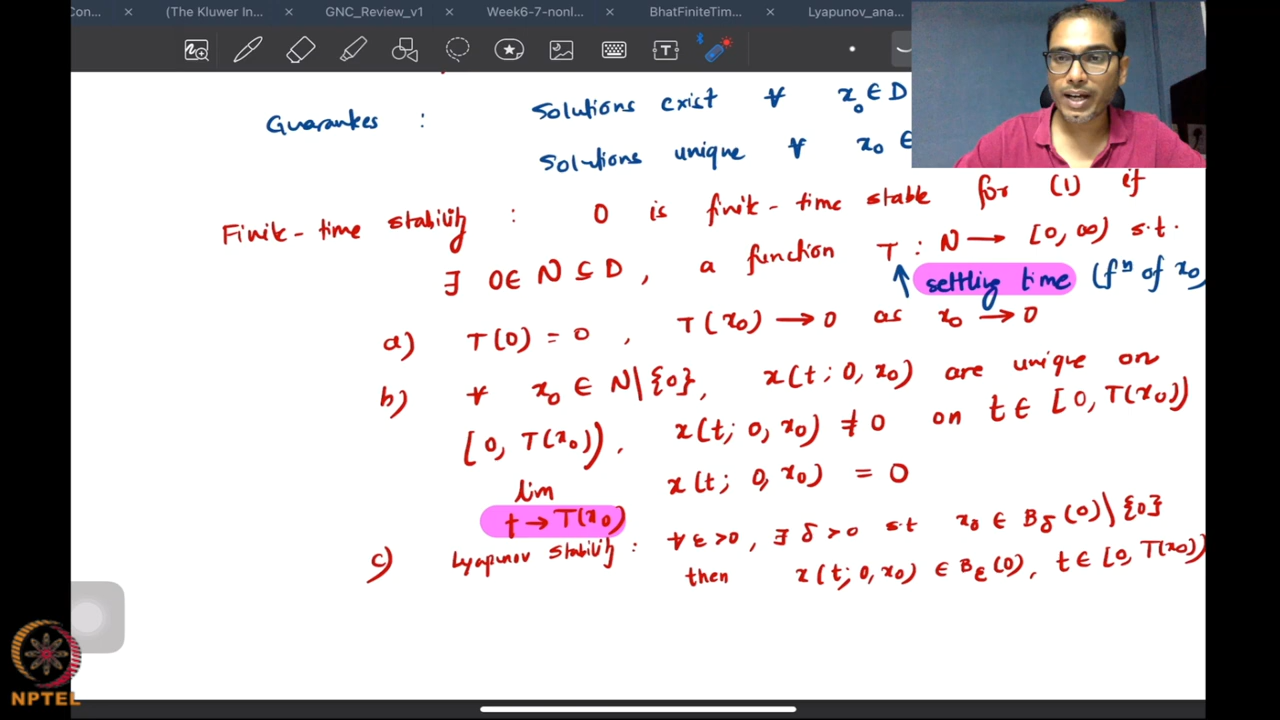 Con...
(The Kluwer In...
GNC_Review_v1
Week6-7-nonl...
BhatFiniteTim...
Lyapunov_ana...
Guarantees : Solutions exist ∀ x₀ ∈ D
Solutions unique ∀ x₀ ∈
Finite-time stability : 0 is finite-time stable for (1) if
∃ 0 ∈ N ⊆ D, a function T : N → [0, ∞) s.t.
settling time (fⁿ of x₀
a) T(0) = 0, T(x₀) → 0 as x₀ → 0
b) ∀ x₀ ∈ N\{0}, x(t; 0, x₀) are unique on
[0, T(x₀)), x(t; 0, x₀) ≠ 0 on t ∈ [0, T(x₀))
lim x(t; 0, x₀) = 0
t → T(x₀)
c) Lyapunov stability : ∀ ε > 0, ∃ δ > 0 s.t x₀ ∈ B_δ(0)\{0}
then x(t; 0, x₀) ∈ B_ε(0), t ∈ [0, T(x₀))
NPTEL